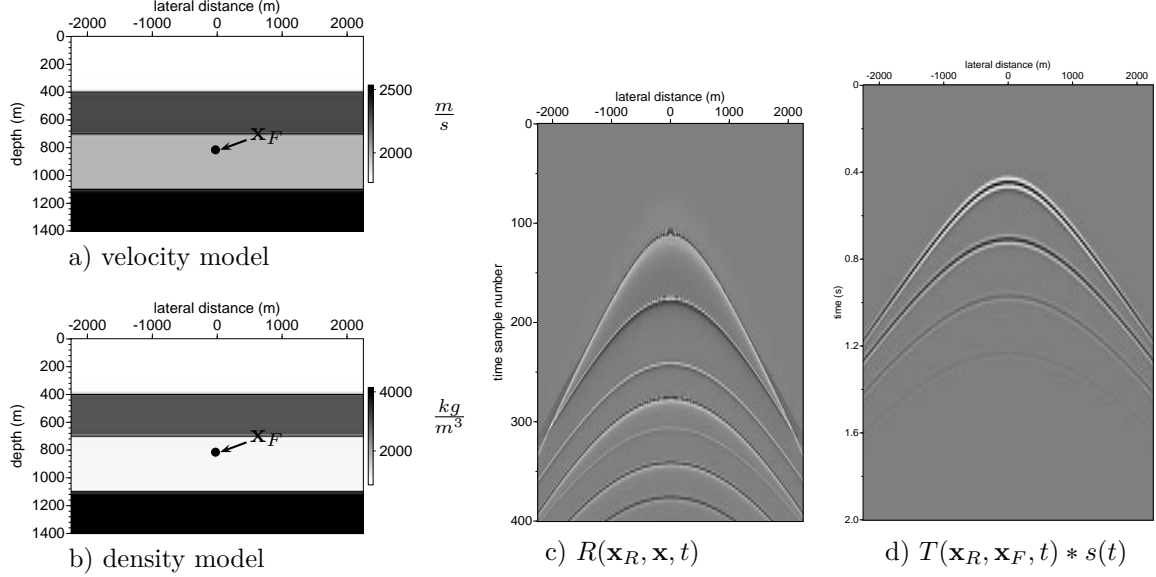 lateral distance (m)
-2000 -1000 0 1000 2000
0
200
400
600
800
1000
1200
1400
depth (m)
x_F
2500
2000
m/s
a) velocity model
lateral distance (m)
-2000 -1000 0 1000 2000
0
200
400
600
800
1000
1200
1400
depth (m)
x_F
4000
2000
kg/m^3
b) density model
lateral distance (m)
-2000 -1000 0 1000 2000
0
100
200
300
400
time sample number
c) R(x_R, x, t)
lateral distance (m)
-2000 -1000 0 1000 2000
0
0.4
0.8
1.2
1.6
2.0
time (s)
d) T(x_R, x_F, t) * s(t)